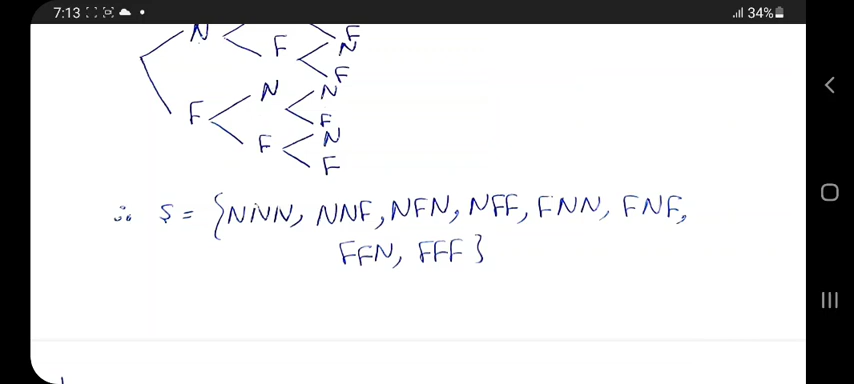 7:13
34%
N F
F N
F
N N
F F
F N
F
∴ S = {NNN, NNF, NFN, NFF, FNN, FNF,
FFN, FFF}